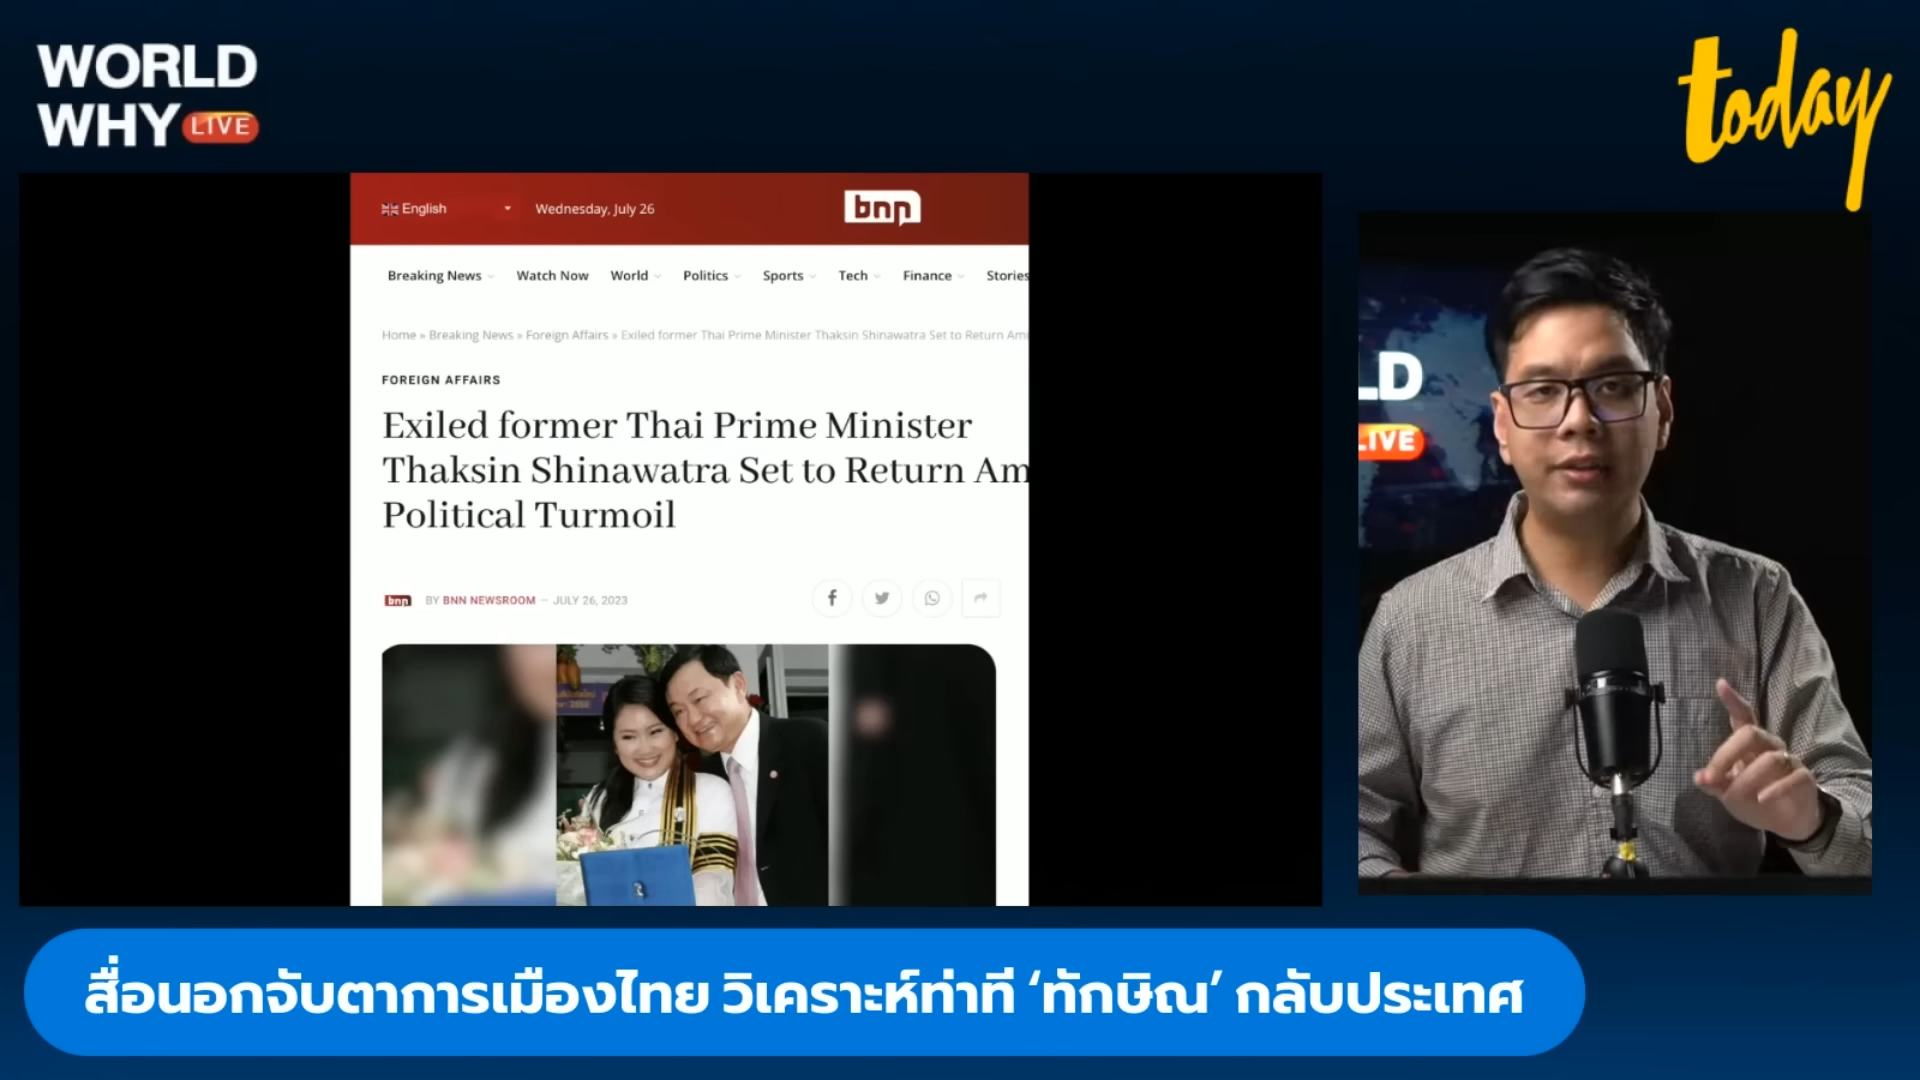 WORLD
WHY LIVE
today
English
Wednesday, July 26
bnn
Breaking News
Watch Now
World
Politics
Sports
Tech
Finance
Stories
Home » Breaking News » Foreign Affairs » Exiled former Thai Prime Minister Thaksin Shinawatra Set to Return Ami
FOREIGN AFFAIRS
Exiled former Thai Prime Minister
Thaksin Shinawatra Set to Return Am
Political Turmoil
bnn BY BNN NEWSROOM — JULY 26, 2023
LD
LIVE
สื่อนอกจับตาการเมืองไทย วิเคราะห์ท่าที ‘ทักษิณ’ กลับประเทศ